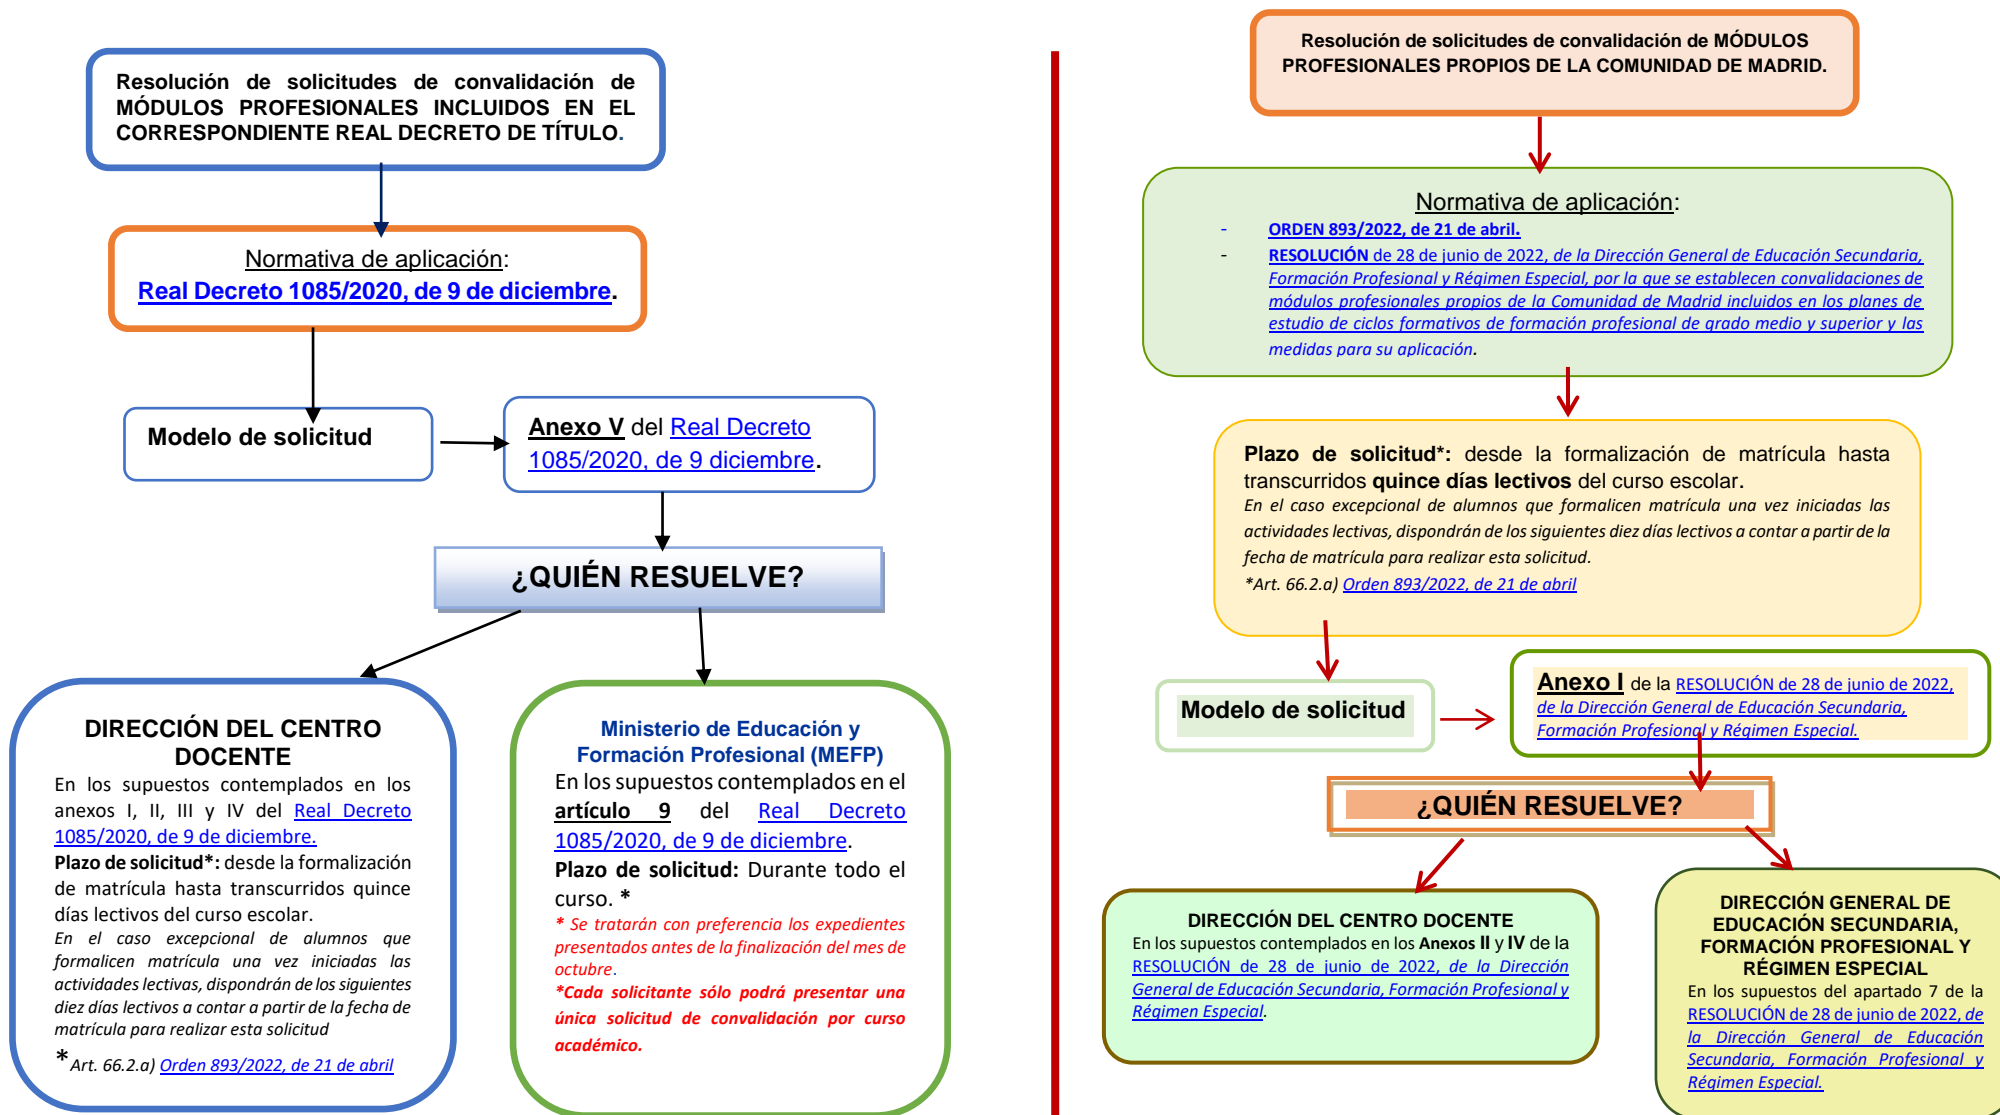 Resolución de solicitudes de convalidación de
MÓDULOS PROFESIONALES INCLUIDOS EN EL
CORRESPONDIENTE REAL DECRETO DE TÍTULO.
Normativa de aplicación:
Real Decreto 1085/2020, de 9 de diciembre.
Modelo de solicitud
Anexo V del Real Decreto
1085/2020, de 9 diciembre.
¿QUIÉN RESUELVE?
DIRECCIÓN DEL CENTRO
DOCENTE
En los supuestos contemplados en los
anexos I, II, III y IV del Real Decreto
1085/2020, de 9 de diciembre.
Plazo de solicitud*: desde la formalización
de matrícula hasta transcurridos quince
días lectivos del curso escolar.
En el caso excepcional de alumnos que
formalicen matrícula una vez iniciadas las
actividades lectivas, dispondrán de los siguientes
diez días lectivos a contar a partir de la fecha de
matrícula para realizar esta solicitud
*Art. 66.2.a) Orden 893/2022, de 21 de abril
Ministerio de Educación y
Formación Profesional (MEFP)
En los supuestos contemplados en el
artículo 9 del Real Decreto
1085/2020, de 9 de diciembre.
Plazo de solicitud: Durante todo el
curso. *
* Se tratarán con preferencia los expedientes
presentados antes de la finalización del mes de
octubre.
*Cada solicitante sólo podrá presentar una
única solicitud de convalidación por curso
académico.
Resolución de solicitudes de convalidación de MÓDULOS
PROFESIONALES PROPIOS DE LA COMUNIDAD DE MADRID.
Normativa de aplicación:
- ORDEN 893/2022, de 21 de abril.
- RESOLUCIÓN de 28 de junio de 2022, de la Dirección General de Educación Secundaria,
Formación Profesional y Régimen Especial, por la que se establecen convalidaciones de
módulos profesionales propios de la Comunidad de Madrid incluidos en los planes de
estudio de ciclos formativos de formación profesional de grado medio y superior y las
medidas para su aplicación.
Plazo de solicitud*: desde la formalización de matrícula hasta
transcurridos quince días lectivos del curso escolar.
En el caso excepcional de alumnos que formalicen matrícula una vez iniciadas las
actividades lectivas, dispondrán de los siguientes diez días lectivos a contar a partir de la
fecha de matrícula para realizar esta solicitud.
*Art. 66.2.a) Orden 893/2022, de 21 de abril
Modelo de solicitud
Anexo I de la RESOLUCIÓN de 28 de junio de 2022,
de la Dirección General de Educación Secundaria,
Formación Profesional y Régimen Especial.
¿QUIÉN RESUELVE?
DIRECCIÓN DEL CENTRO DOCENTE
En los supuestos contemplados en los Anexos II y IV de la
RESOLUCIÓN de 28 de junio de 2022, de la Dirección
General de Educación Secundaria, Formación Profesional y
Régimen Especial.
DIRECCIÓN GENERAL DE
EDUCACIÓN SECUNDARIA,
FORMACIÓN PROFESIONAL Y
RÉGIMEN ESPECIAL
En los supuestos del apartado 7 de la
RESOLUCIÓN de 28 de junio de 2022, de
la Dirección General de Educación
Secundaria, Formación Profesional y
Régimen Especial.